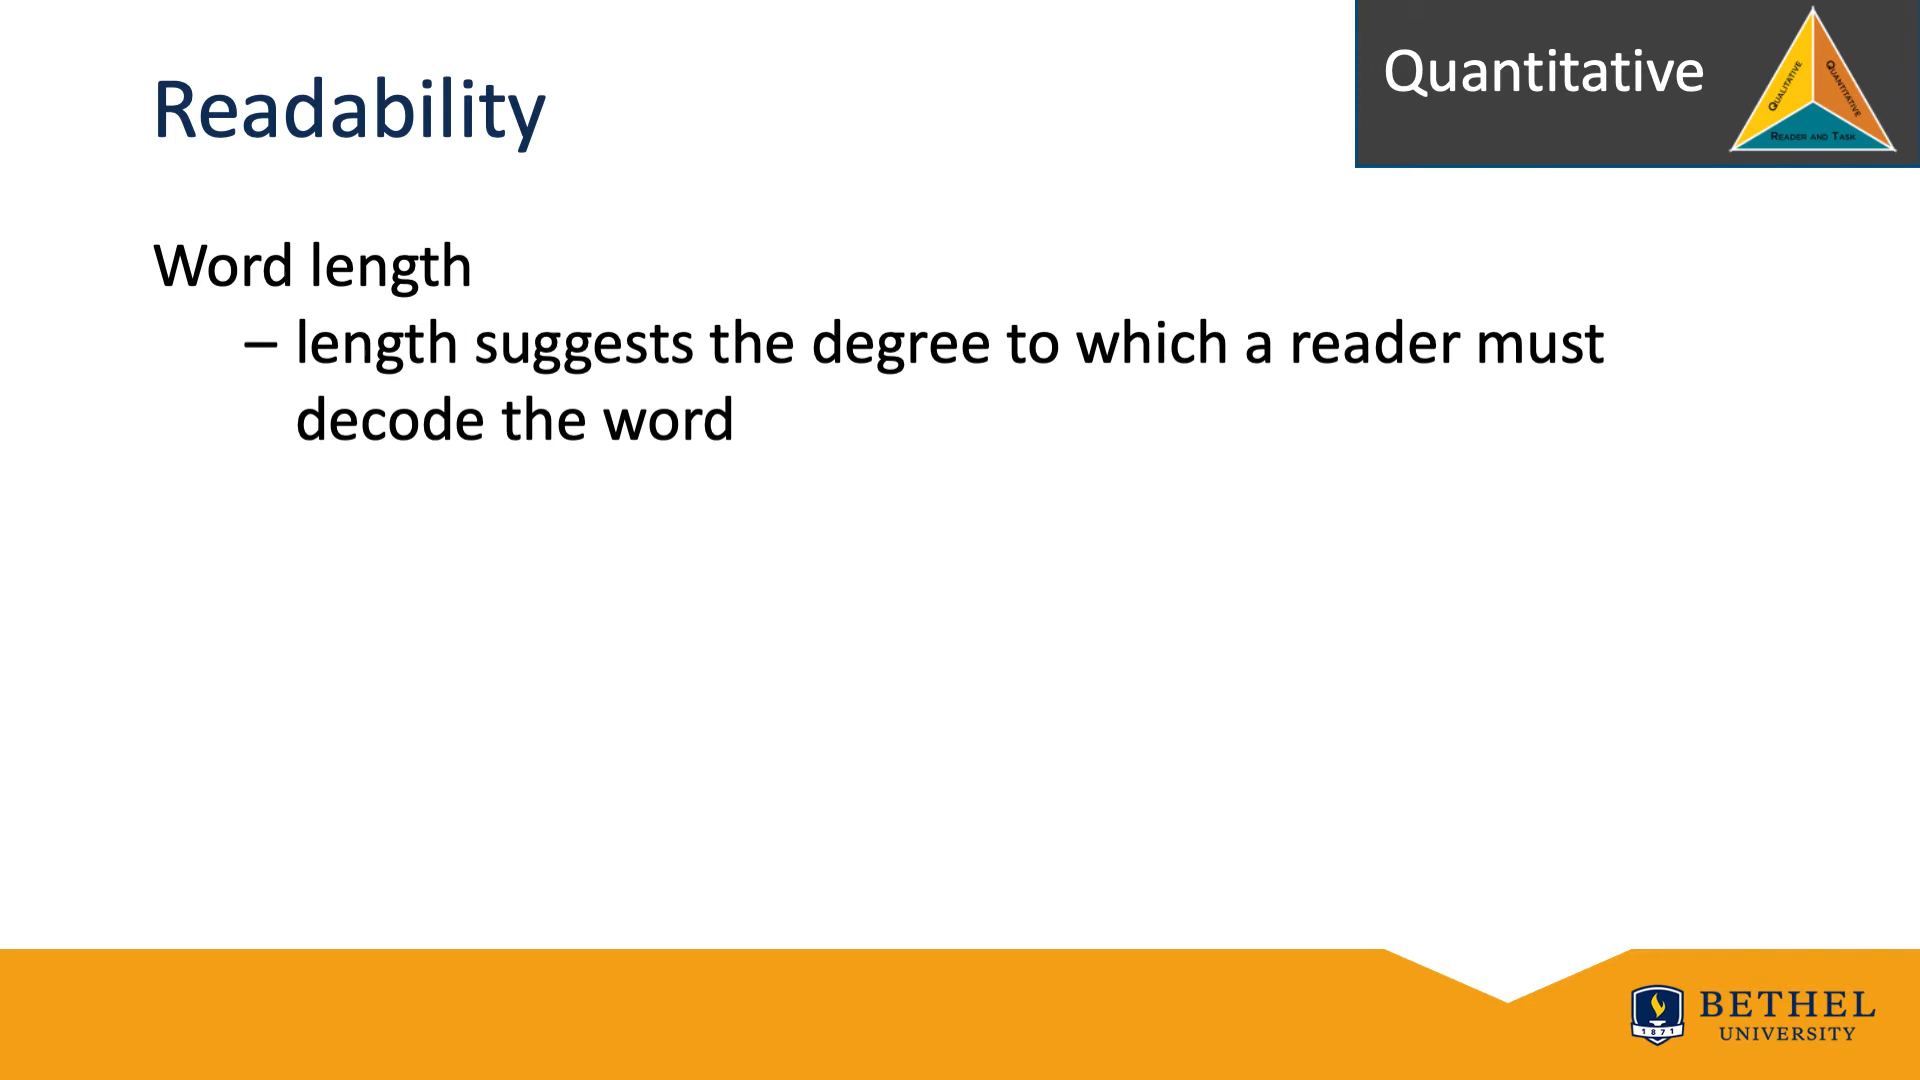 Readability
Quantitative
QUALITATIVE
QUANTITATIVE
READER AND TASK
Word length
– length suggests the degree to which a reader must
decode the word
1871
BETHEL
UNIVERSITY